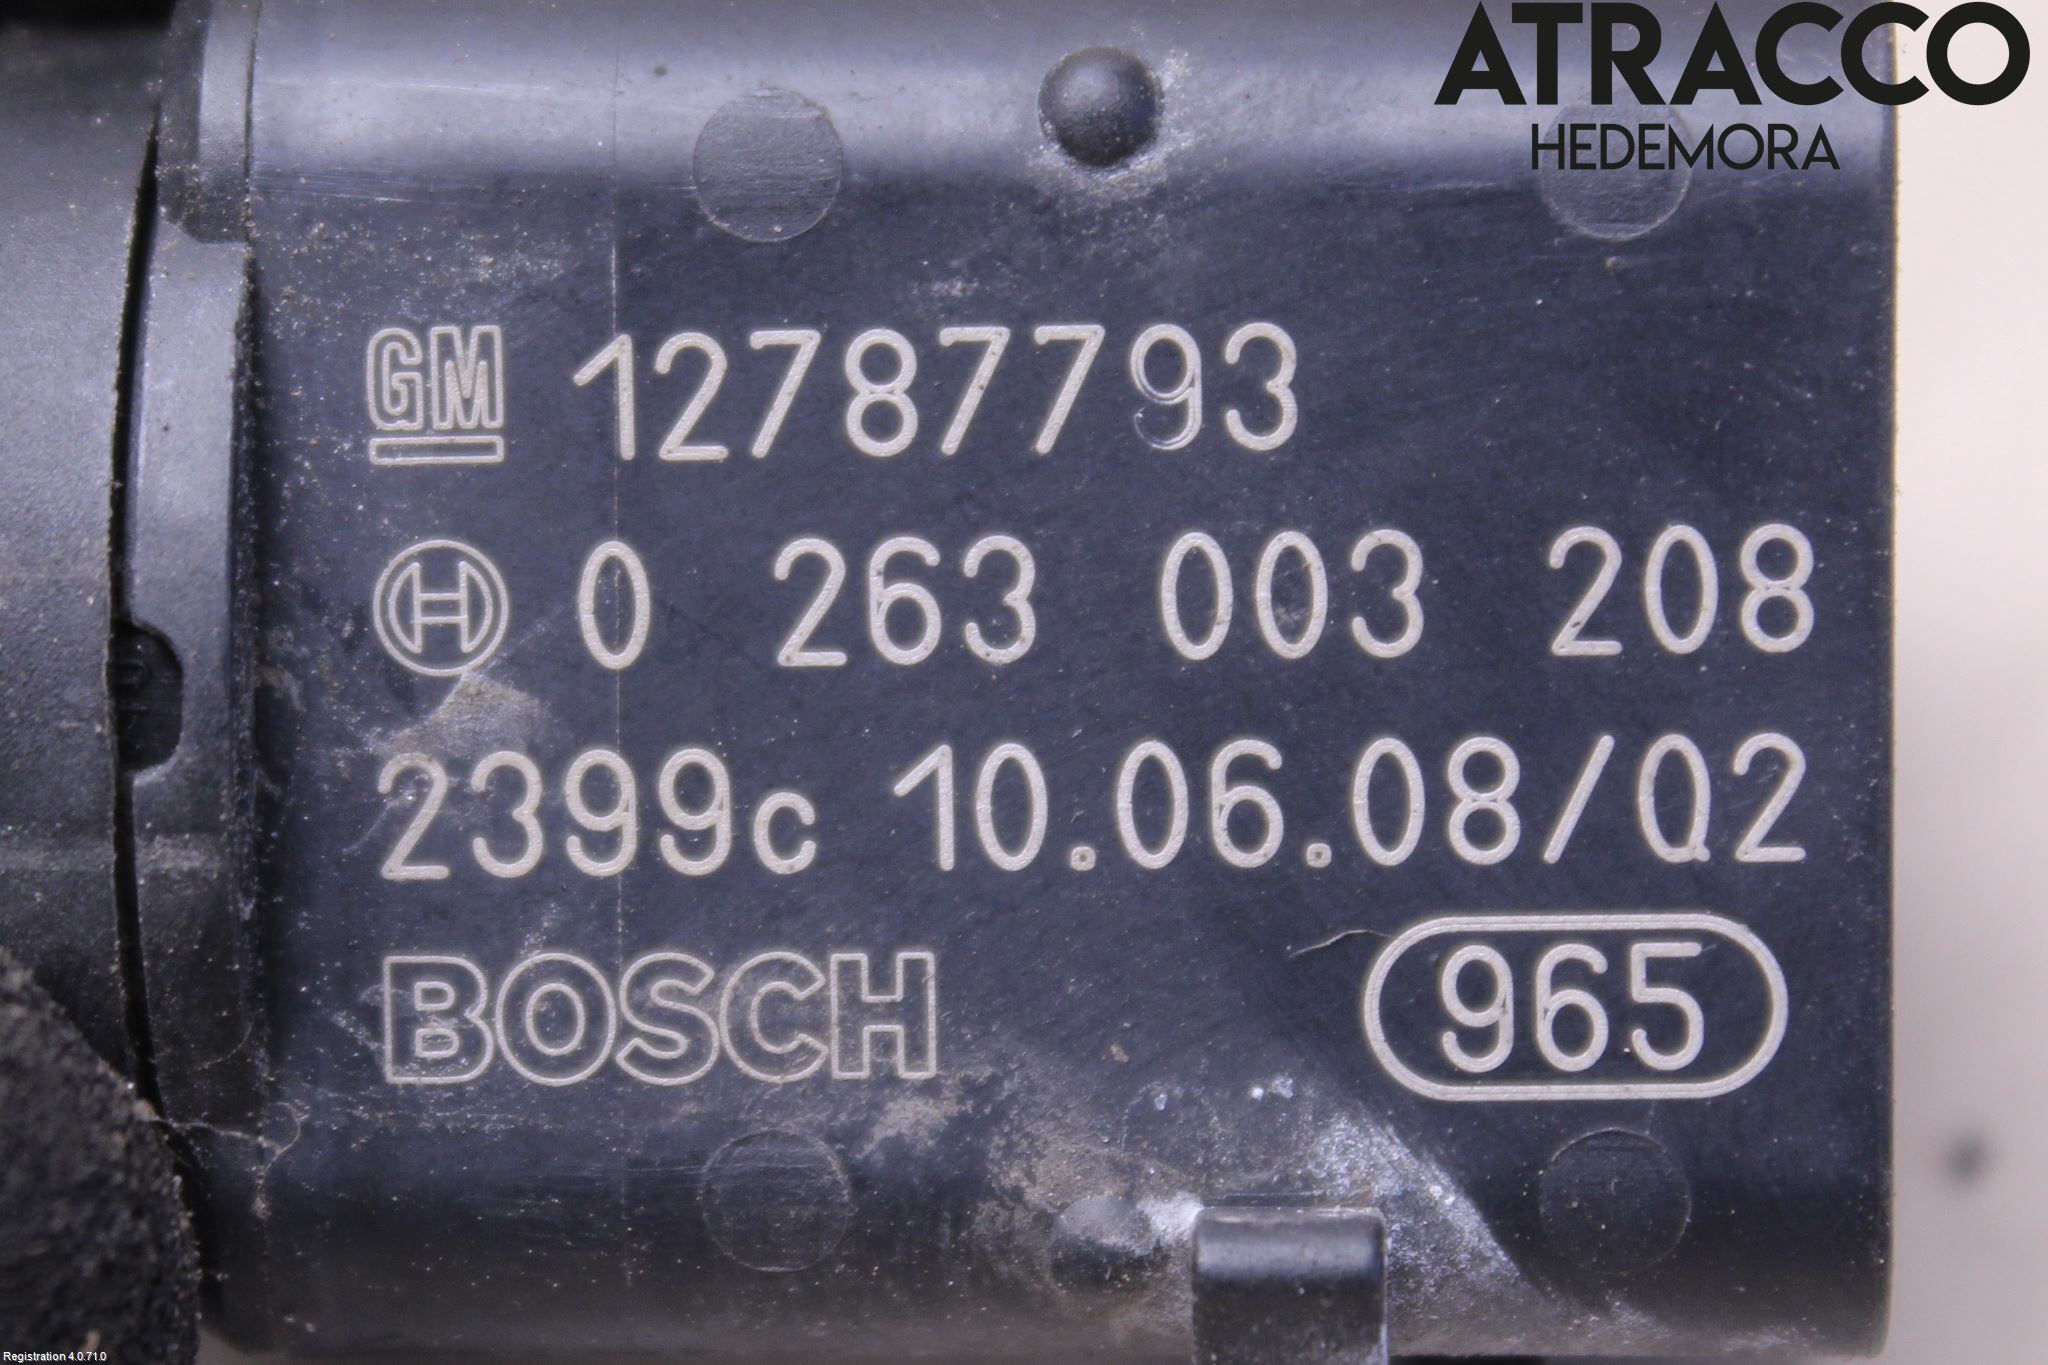 ATRACCO
HEDEMORA
GM 12787793
H 0 263 003 208
2399c 10.06.08/Q2
BOSCH
965
Registration 4.0.71.0